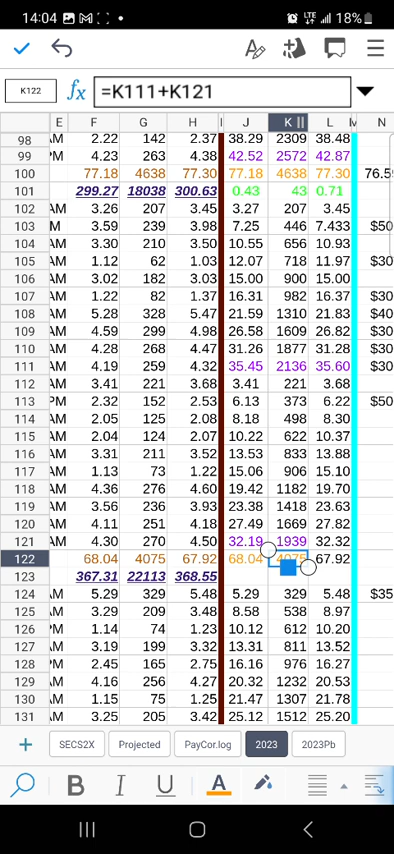 14:04 LTE 18%
K122 fx =K111+K121
E F G H I J K L M N
98 AM 2.22 142 2.37 38.29 2309 38.48
99 PM 4.23 263 4.38 42.52 2572 42.87
100 77.18 4638 77.30 77.18 4638 77.30 76.5
101 299.27 18038 300.63 0.43 43 0.71
102 AM 3.26 207 3.45 3.27 207 3.45
103 M 3.59 239 3.98 7.25 446 7.433 $50
104 AM 3.30 210 3.50 10.55 656 10.93
105 AM 1.12 62 1.03 12.07 718 11.97 $30
106 AM 3.02 182 3.03 15.00 900 15.00
107 AM 1.22 82 1.37 16.31 982 16.37 $30
108 AM 5.28 328 5.47 21.59 1310 21.83 $40
109 AM 4.59 299 4.98 26.58 1609 26.82 $30
110 AM 4.28 268 4.47 31.26 1877 31.28 $30
111 AM 4.19 259 4.32 35.45 2136 35.60 $30
112 AM 3.41 221 3.68 3.41 221 3.68
113 PM 2.32 152 2.53 6.13 373 6.22 $50
114 AM 2.05 125 2.08 8.18 498 8.30
115 AM 2.04 124 2.07 10.22 622 10.37
116 AM 3.31 211 3.52 13.53 833 13.88
117 AM 1.13 73 1.22 15.06 906 15.10
118 AM 4.36 276 4.60 19.42 1182 19.70
119 AM 3.56 236 3.93 23.38 1418 23.63
120 AM 4.11 251 4.18 27.49 1669 27.82
121 AM 4.30 270 4.50 32.19 1939 32.32
122 68.04 4075 67.92 68.04 4075 67.92
123 367.31 22113 368.55
124 AM 5.29 329 5.48 5.29 329 5.48 $35
125 AM 3.29 209 3.48 8.58 538 8.97
126 PM 1.14 74 1.23 10.12 612 10.20
127 AM 3.19 199 3.32 13.31 811 13.52
128 PM 2.45 165 2.75 16.16 976 16.27
129 AM 4.16 256 4.27 20.32 1232 20.53
130 AM 1.15 75 1.25 21.47 1307 21.78
131 AM 3.25 205 3.42 25.12 1512 25.20
+ SECS2X Projected PayCor.log 2023 2023Pb
B I U A